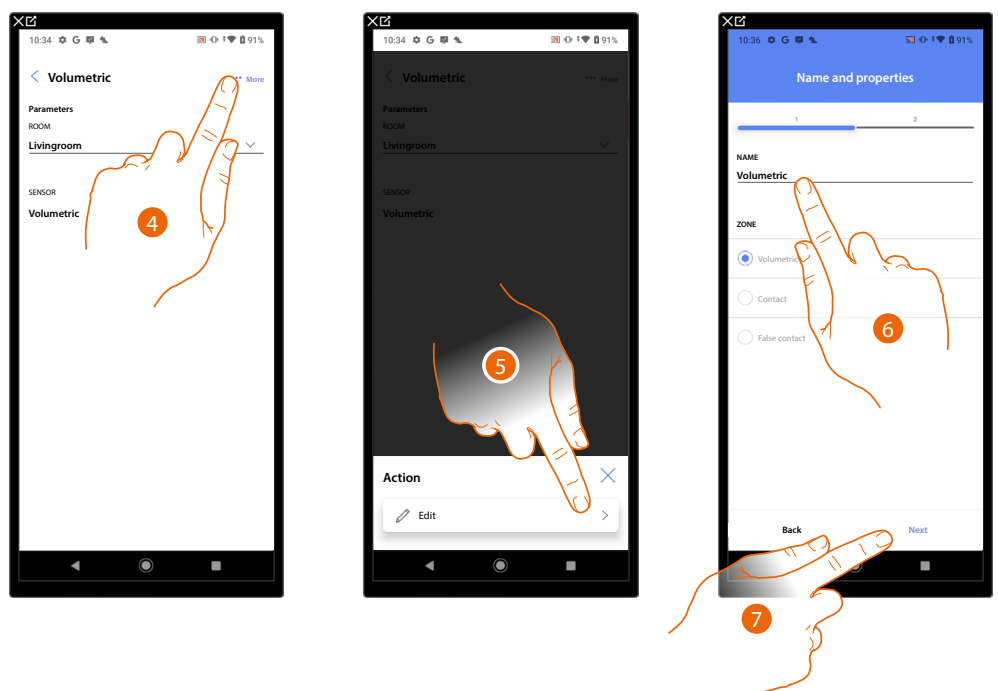 10:34 G 91%
Volumetric
••• More
Parameters
ROOM
Livingroom
SENSOR
Volumetric
4
10:34 G 91%
Volumetric
••• More
Parameters
ROOM
Livingroom
SENSOR
Volumetric
5
Action
Edit
10:36 G 91%
Name and properties
1 2
NAME
Volumetric
ZONE
Volumetric
Contact
False contact
6
Back Next
7